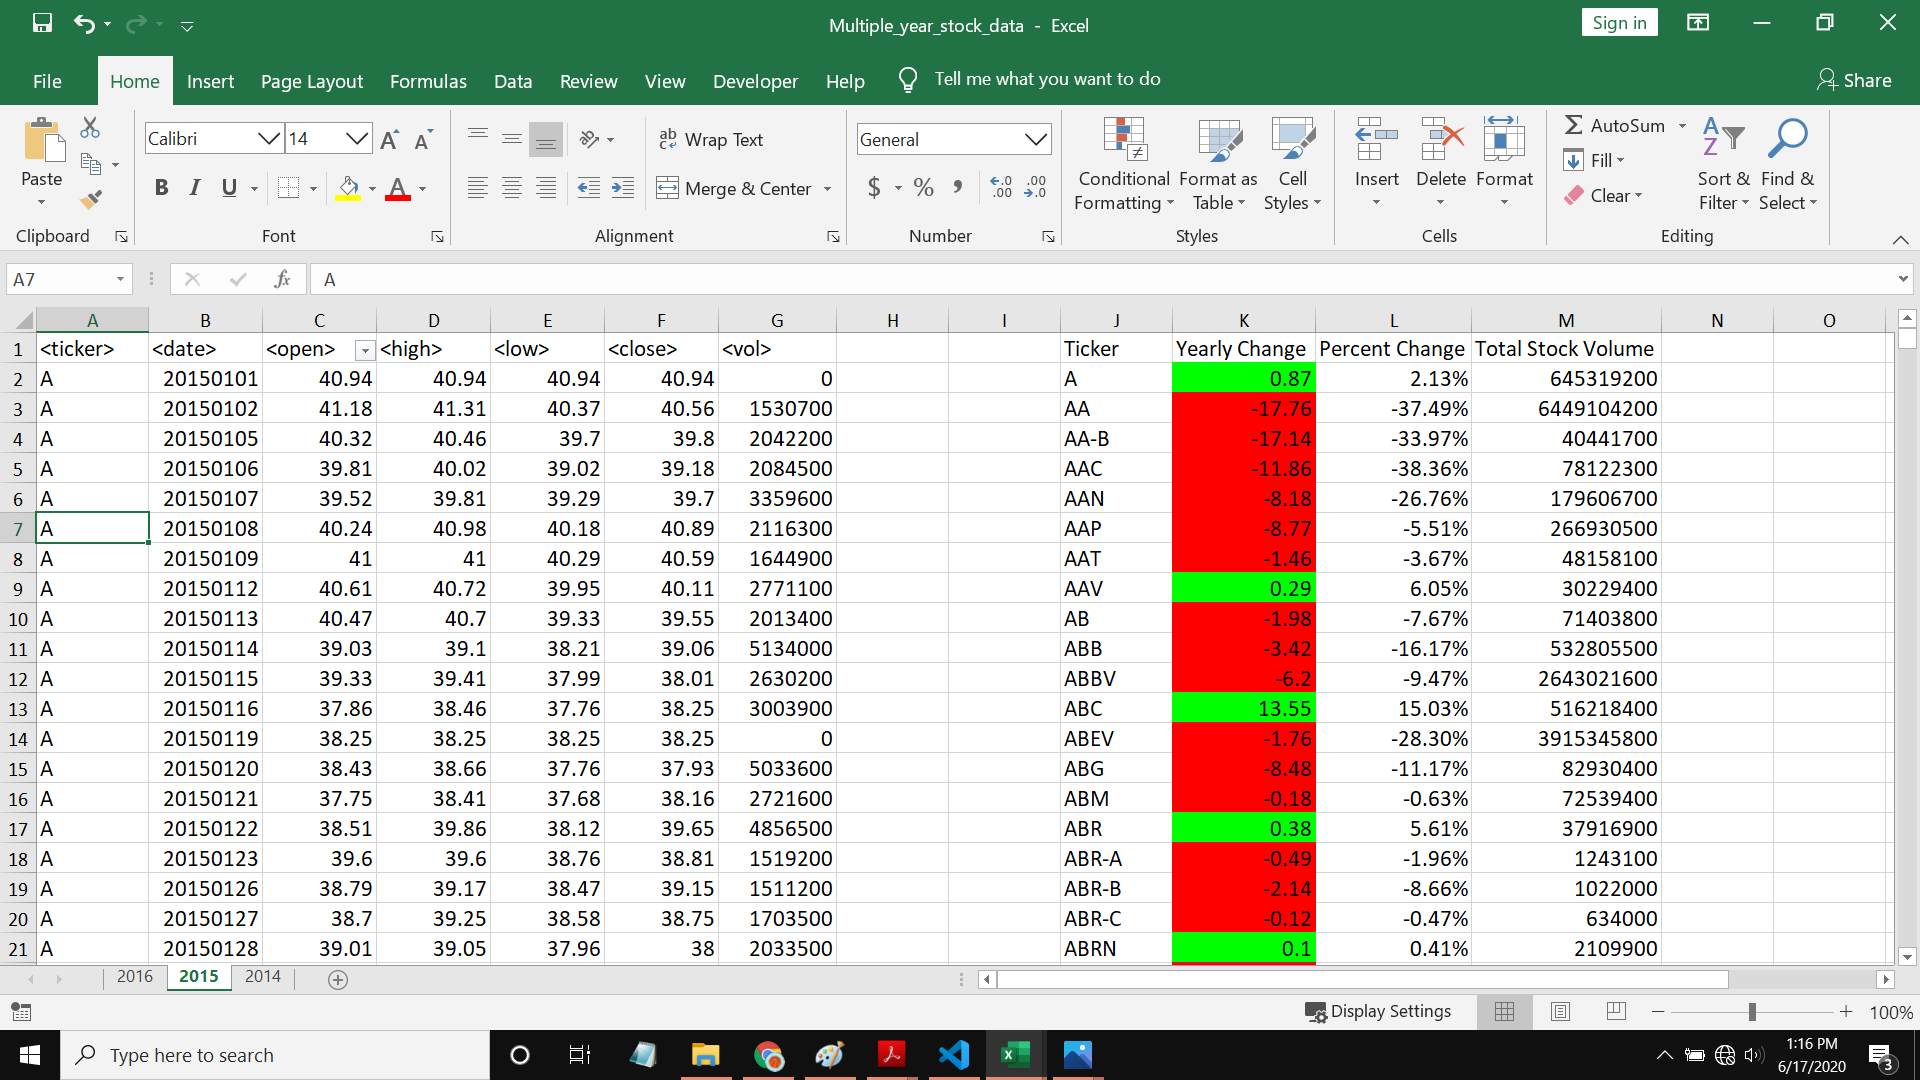 Multiple_year_stock_data - Excel
Sign in
File Home Insert Page Layout Formulas Data Review View Developer Help Tell me what you want to do Share
Paste
Clipboard
Calibri 14 A A
B I U A
Font
ab Wrap Text
Merge & Center
Alignment
General
$ % , .0 .00 .00 .0
Number
Conditional Formatting Format as Table Cell Styles
Styles
Insert Delete Format
Cells
AutoSum
Fill
Clear
Sort & Filter Find & Select
Editing
A7 fx A
A B C D E F G H I J K L M N O
1 <ticker> <date> <open> <high> <low> <close> <vol> Ticker Yearly Change Percent Change Total Stock Volume
2 A 20150101 40.94 40.94 40.94 40.94 0 A 0.87 2.13% 645319200
3 A 20150102 41.18 41.31 40.37 40.56 1530700 AA -17.76 -37.49% 6449104200
4 A 20150105 40.32 40.46 39.7 39.8 2042200 AA-B -17.14 -33.97% 40441700
5 A 20150106 39.81 40.02 39.02 39.18 2084500 AAC -11.86 -38.36% 78122300
6 A 20150107 39.52 39.81 39.29 39.7 3359600 AAN -8.18 -26.76% 179606700
7 A 20150108 40.24 40.98 40.18 40.89 2116300 AAP -8.77 -5.51% 266930500
8 A 20150109 41 41 40.29 40.59 1644900 AAT -1.46 -3.67% 48158100
9 A 20150112 40.61 40.72 39.95 40.11 2771100 AAV 0.29 6.05% 30229400
10 A 20150113 40.47 40.7 39.33 39.55 2013400 AB -1.98 -7.67% 71403800
11 A 20150114 39.03 39.1 38.21 39.06 5134000 ABB -3.42 -16.17% 532805500
12 A 20150115 39.33 39.41 37.99 38.01 2630200 ABBV -6.2 -9.47% 2643021600
13 A 20150116 37.86 38.46 37.76 38.25 3003900 ABC 13.55 15.03% 516218400
14 A 20150119 38.25 38.25 38.25 38.25 0 ABEV -1.76 -28.30% 3915345800
15 A 20150120 38.43 38.66 37.76 37.93 5033600 ABG -8.48 -11.17% 82930400
16 A 20150121 37.75 38.41 37.68 38.16 2721600 ABM -0.18 -0.63% 72539400
17 A 20150122 38.51 39.86 38.12 39.65 4856500 ABR 0.38 5.61% 37916900
18 A 20150123 39.6 39.6 38.76 38.81 1519200 ABR-A -0.49 -1.96% 1243100
19 A 20150126 38.79 39.17 38.47 39.15 1511200 ABR-B -2.14 -8.66% 1022000
20 A 20150127 38.7 39.25 38.58 38.75 1703500 ABR-C -0.12 -0.47% 634000
21 A 20150128 39.01 39.05 37.96 38 2033500 ABRN 0.1 0.41% 2109900
2016 2015 2014
Display Settings 100%
Type here to search
1:16 PM
6/17/2020
3